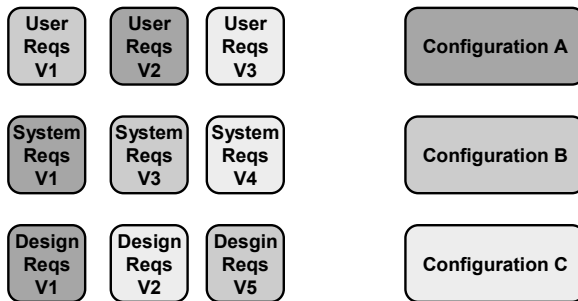 User
Reqs
V1
User
Reqs
V2
User
Reqs
V3
Configuration A
System
Reqs
V1
System
Reqs
V3
System
Reqs
V4
Configuration B
Design
Reqs
V1
Design
Reqs
V2
Desgin
Reqs
V5
Configuration C